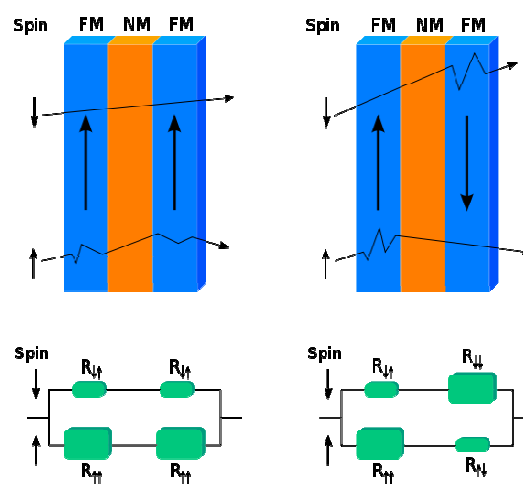 Spin FM NM FM
Spin FM NM FM
Spin R↓↑ R↓↑
R↑↑ R↑↑
Spin R↓↑ R↓↓
R↑↑ R↑↓